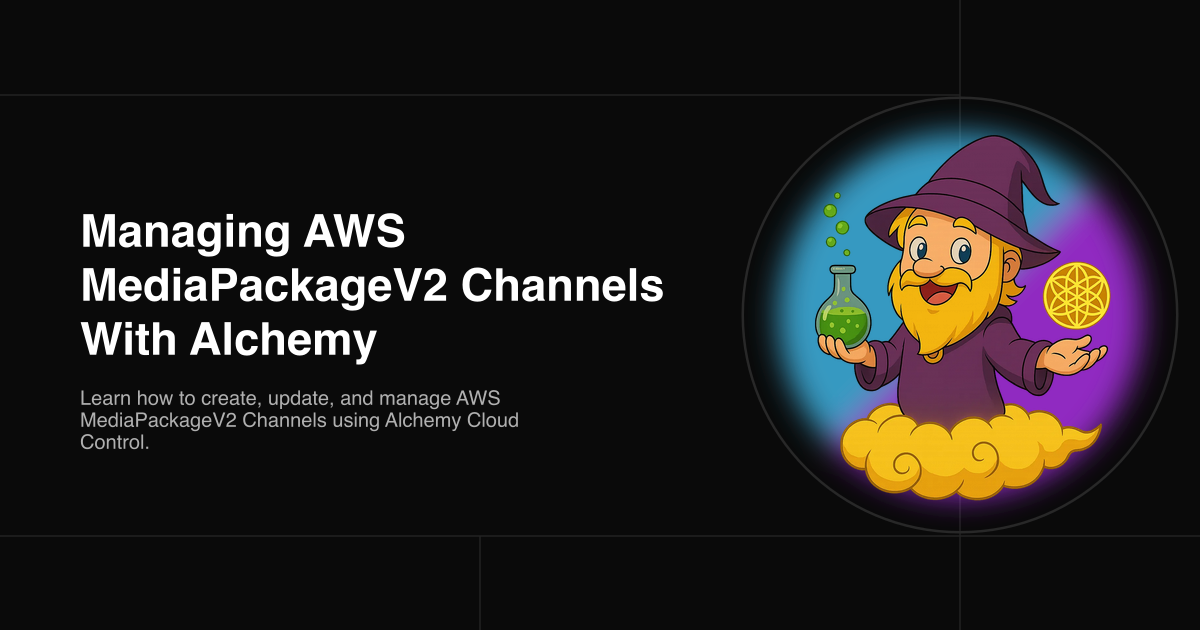 Managing AWS
MediaPackageV2 Channels
With Alchemy
Learn how to create, update, and manage AWS
MediaPackageV2 Channels using Alchemy Cloud
Control.